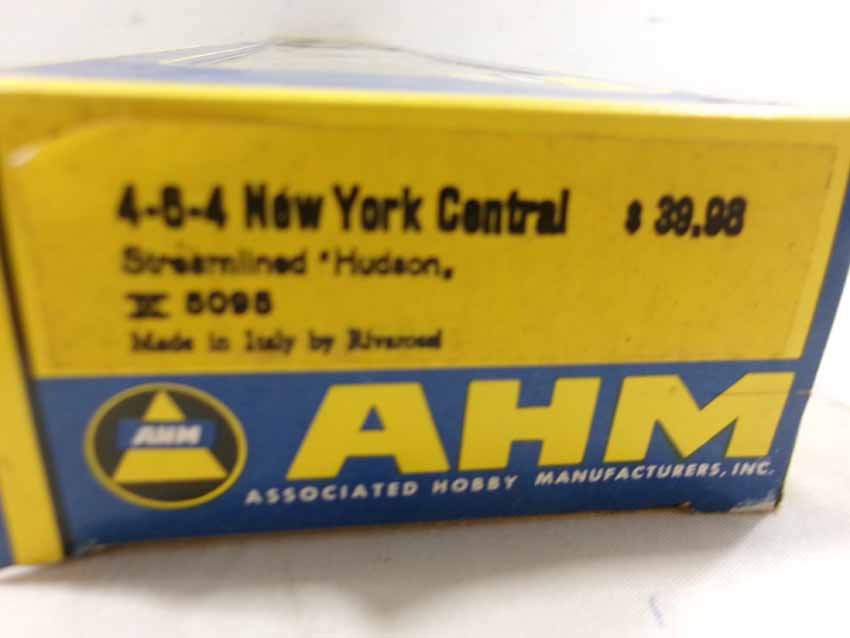 4-6-4 New York Central $ 39.98
Streamlined "Hudson"
5095
Made in Italy by Rivarossi
AHM
AHM
ASSOCIATED HOBBY MANUFACTURERS, INC.